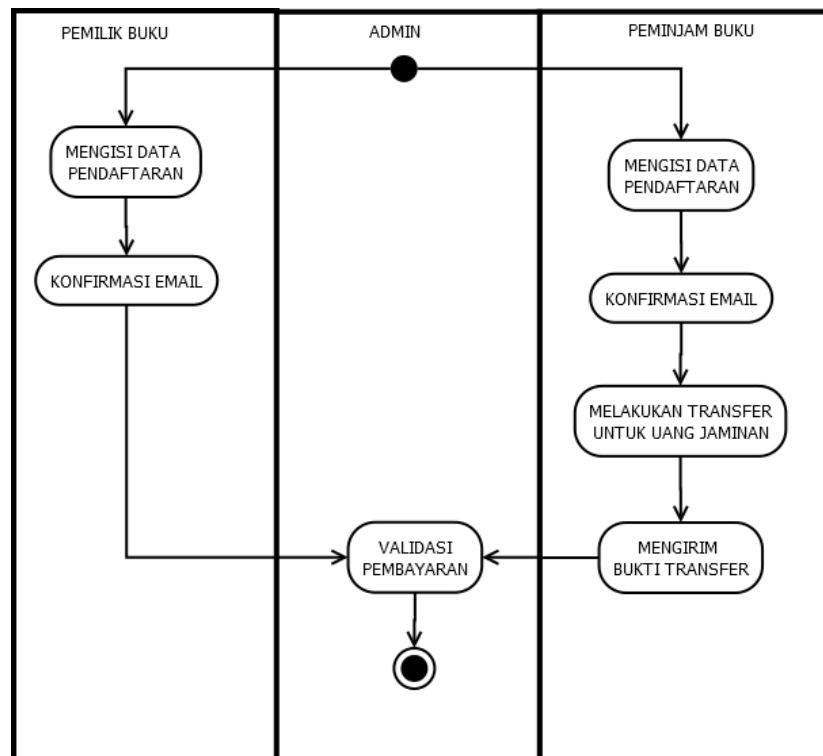 PEMILIK BUKU
ADMIN
PEMINJAM BUKU
MENGISI DATA
PENDAFTARAN
KONFIRMASI EMAIL
MENGISI DATA
PENDAFTARAN
KONFIRMASI EMAIL
MELAKUKAN TRANSFER
UNTUK UANG JAMINAN
VALIDASI
PEMBAYARAN
MENGIRIM
BUKTI TRANSFER